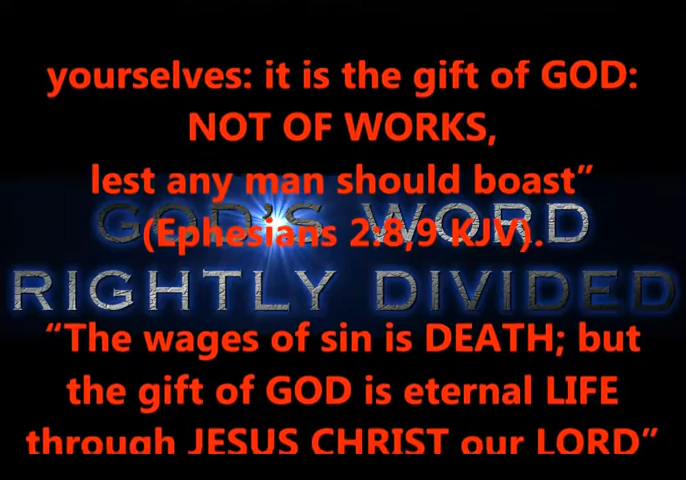 yourselves: it is the gift of GOD:
NOT OF WORKS,
lest any man should boast”
GOD'S WORD
(Ephesians 2:8,9 KJV).
RIGHTLY DIVIDED
“The wages of sin is DEATH; but
the gift of GOD is eternal LIFE
through JESUS CHRIST our LORD”